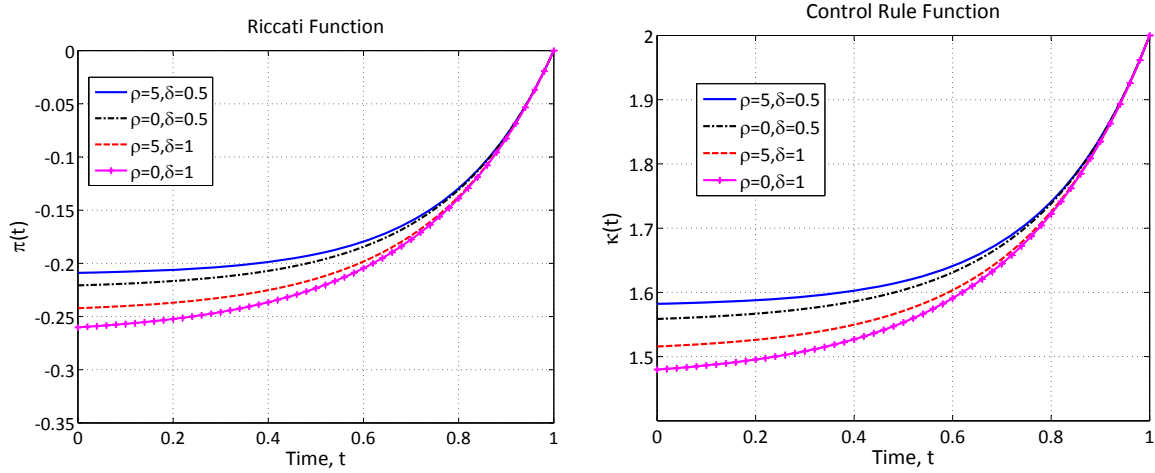 Riccati Function
0
-0.05
-0.1
-0.15
-0.2
-0.25
-0.3
-0.35
π(t)
ρ=5,δ=0.5
ρ=0,δ=0.5
ρ=5,δ=1
ρ=0,δ=1
0 0.2 0.4 0.6 0.8 1
Time, t
Control Rule Function
2
1.9
1.8
1.7
1.6
1.5
κ(t)
ρ=5,δ=0.5
ρ=0,δ=0.5
ρ=5,δ=1
ρ=0,δ=1
0 0.2 0.4 0.6 0.8 1
Time, t